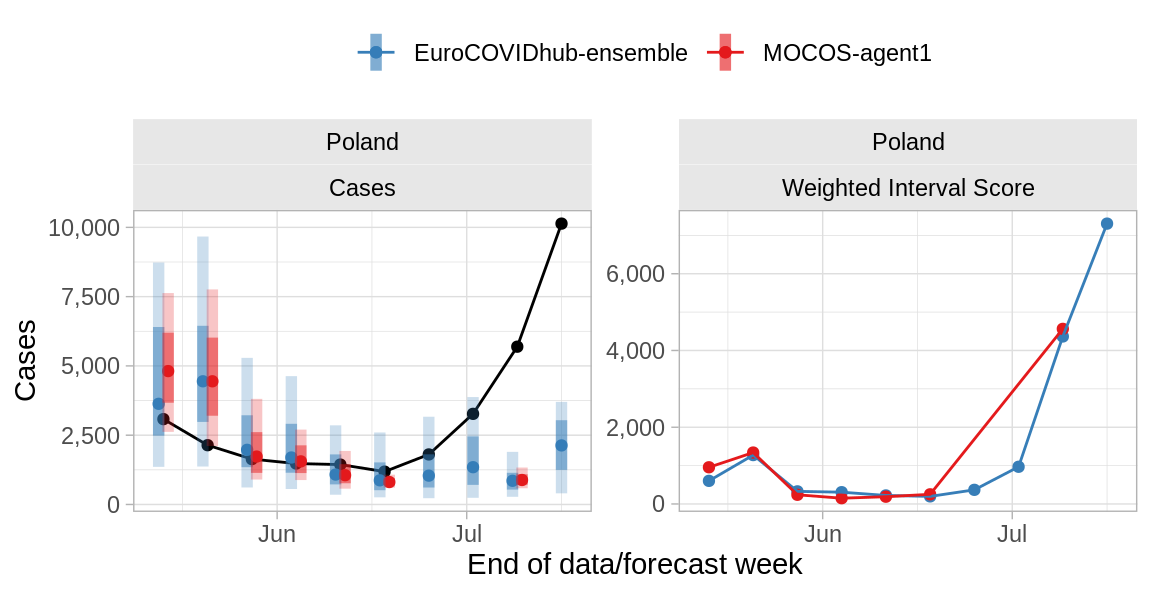 EuroCOVIDhub-ensemble MOCOS-agent1
Poland
Cases
10,000
7,500
5,000
2,500
0
Jun Jul
Cases
Poland
Weighted Interval Score
6,000
4,000
2,000
0
Jun Jul
End of data/forecast week